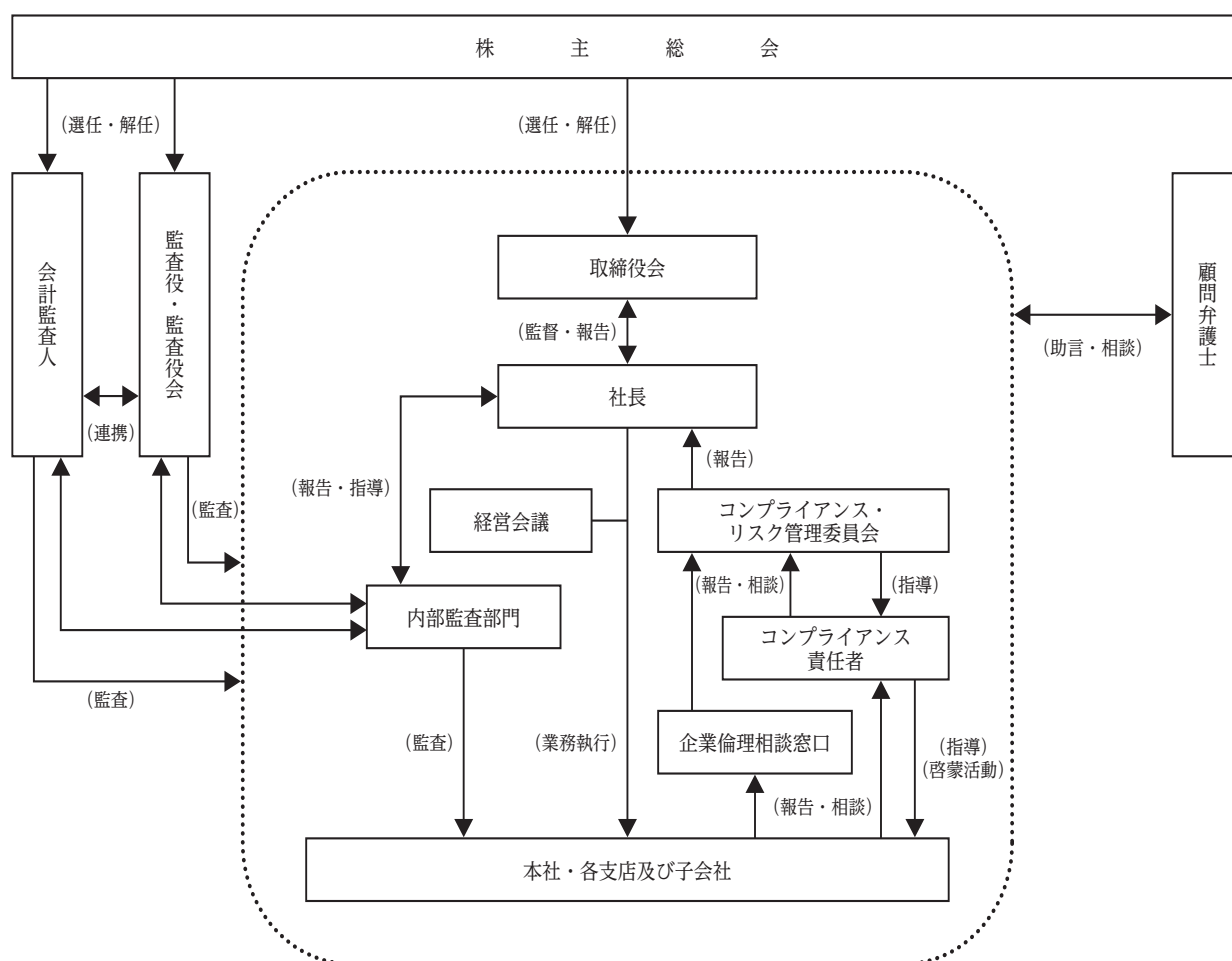 株主総会
（選任・解任）
（選任・解任）
会計監査人
監査役・監査役会
取締役会
顧問弁護士
（監督・報告）
（助言・相談）
社長
（連携）
（報告）
（報告・指導）
（監査）
経営会議
コンプライアンス・
リスク管理委員会
（報告・相談）
（指導）
内部監査部門
コンプライアンス
責任者
（監査）
（監査）
（業務執行）
企業倫理相談窓口
（指導）
（啓蒙活動）
（報告・相談）
本社・各支店及び子会社